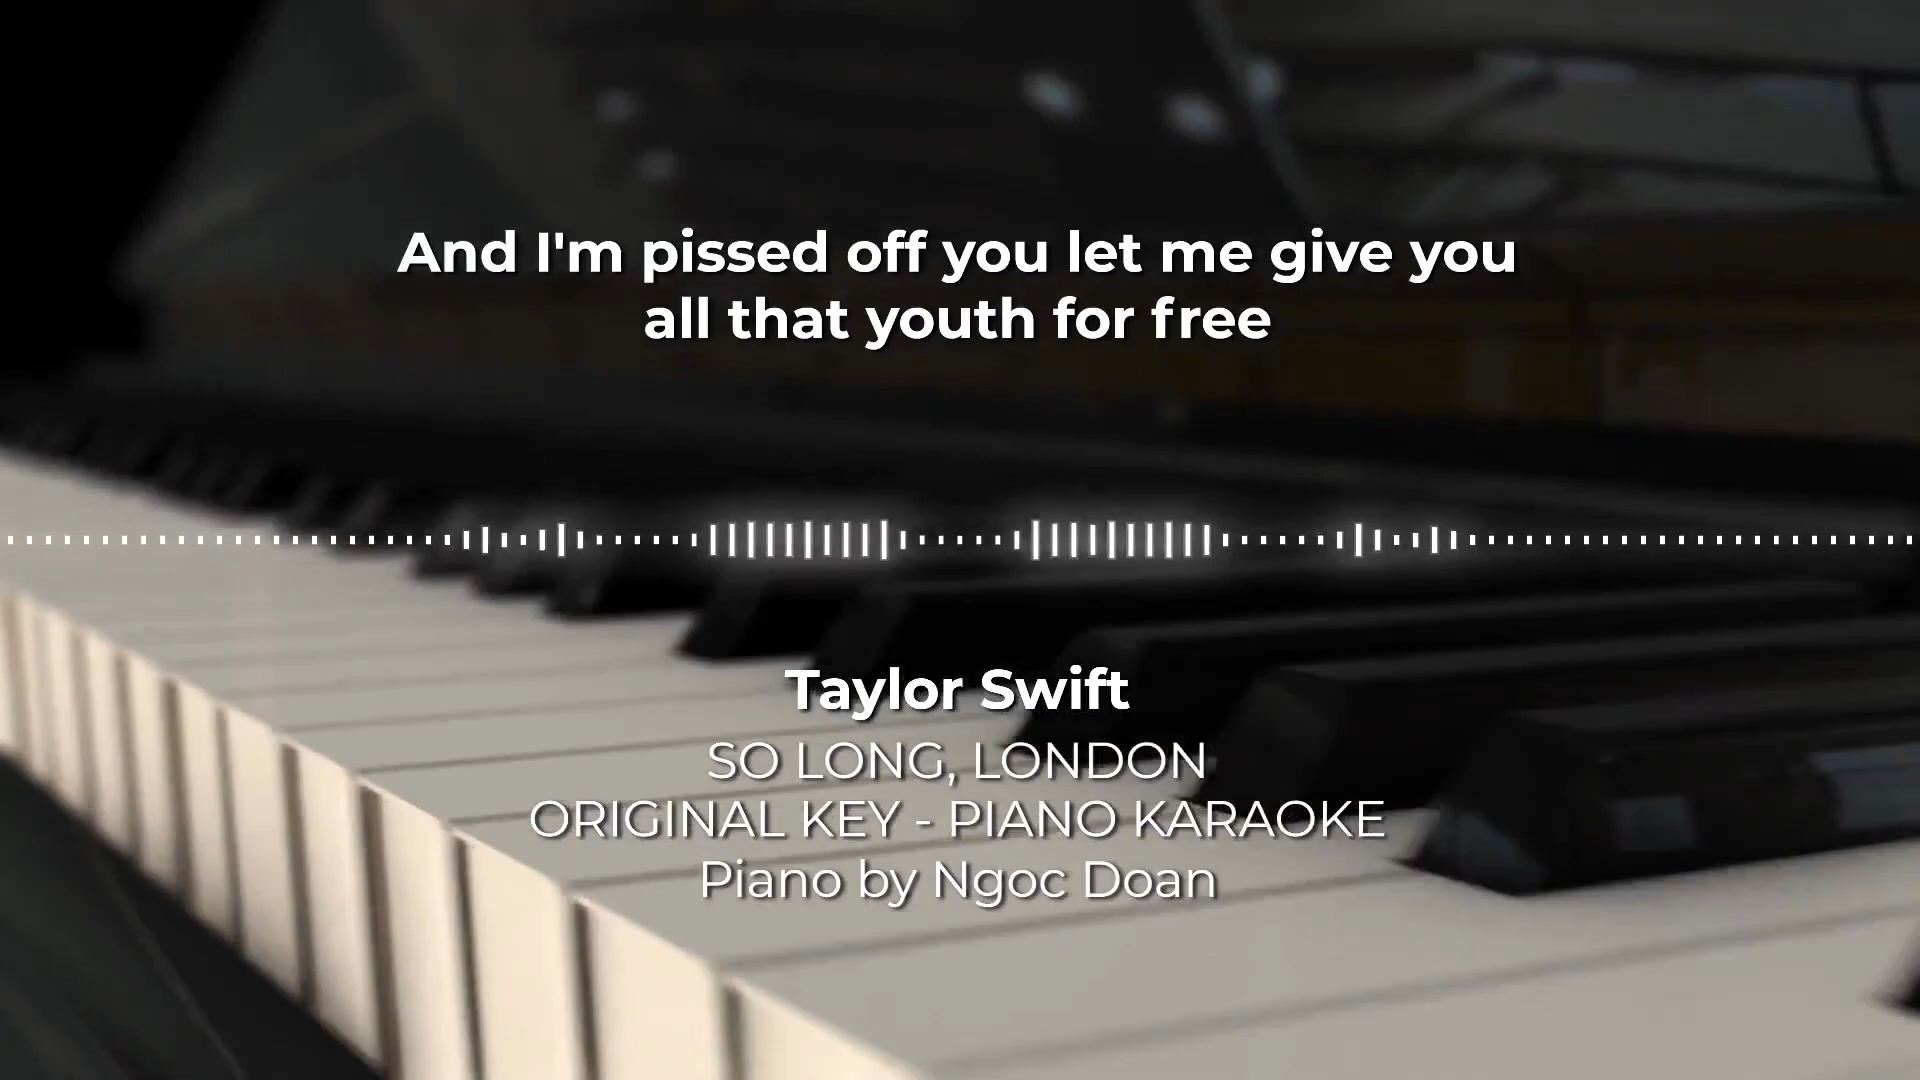 And I'm pissed off you let me give you
all that youth for free
Taylor Swift
SO LONG, LONDON
ORIGINAL KEY - PIANO KARAOKE
Piano by Ngoc Doan